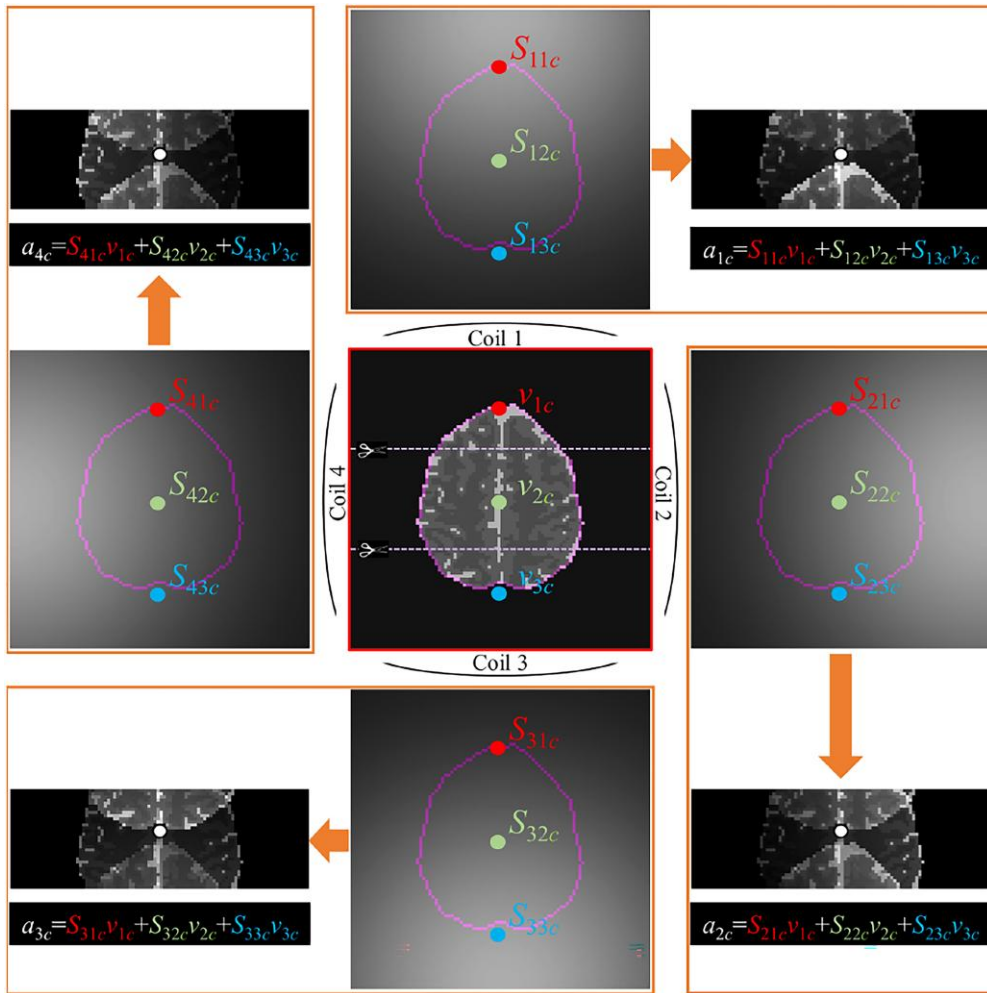 S11c
S12c
S13c
a4c=S41cv1c+S42cv2c+S43cv3c
a1c=S11cv1c+S12cv2c+S13cv3c
Coil 1
S41c
S42c
S43c
Coil 4
v1c
v2c
v3c
Coil 2
S21c
S22c
S23c
Coil 3
S31c
S32c
S33c
a3c=S31cv1c+S32cv2c+S33cv3c
a2c=S21cv1c+S22cv2c+S23cv3c